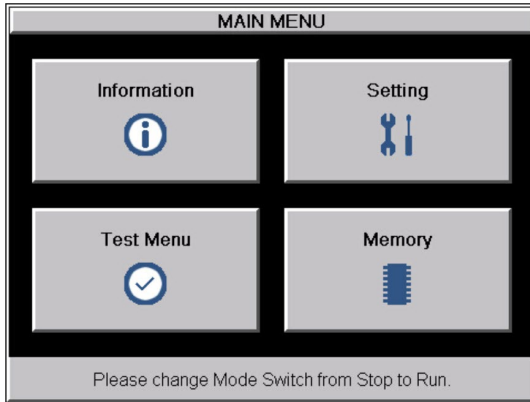 MAIN MENU
Information
Setting
Test Menu
Memory
Please change Mode Switch from Stop to Run.